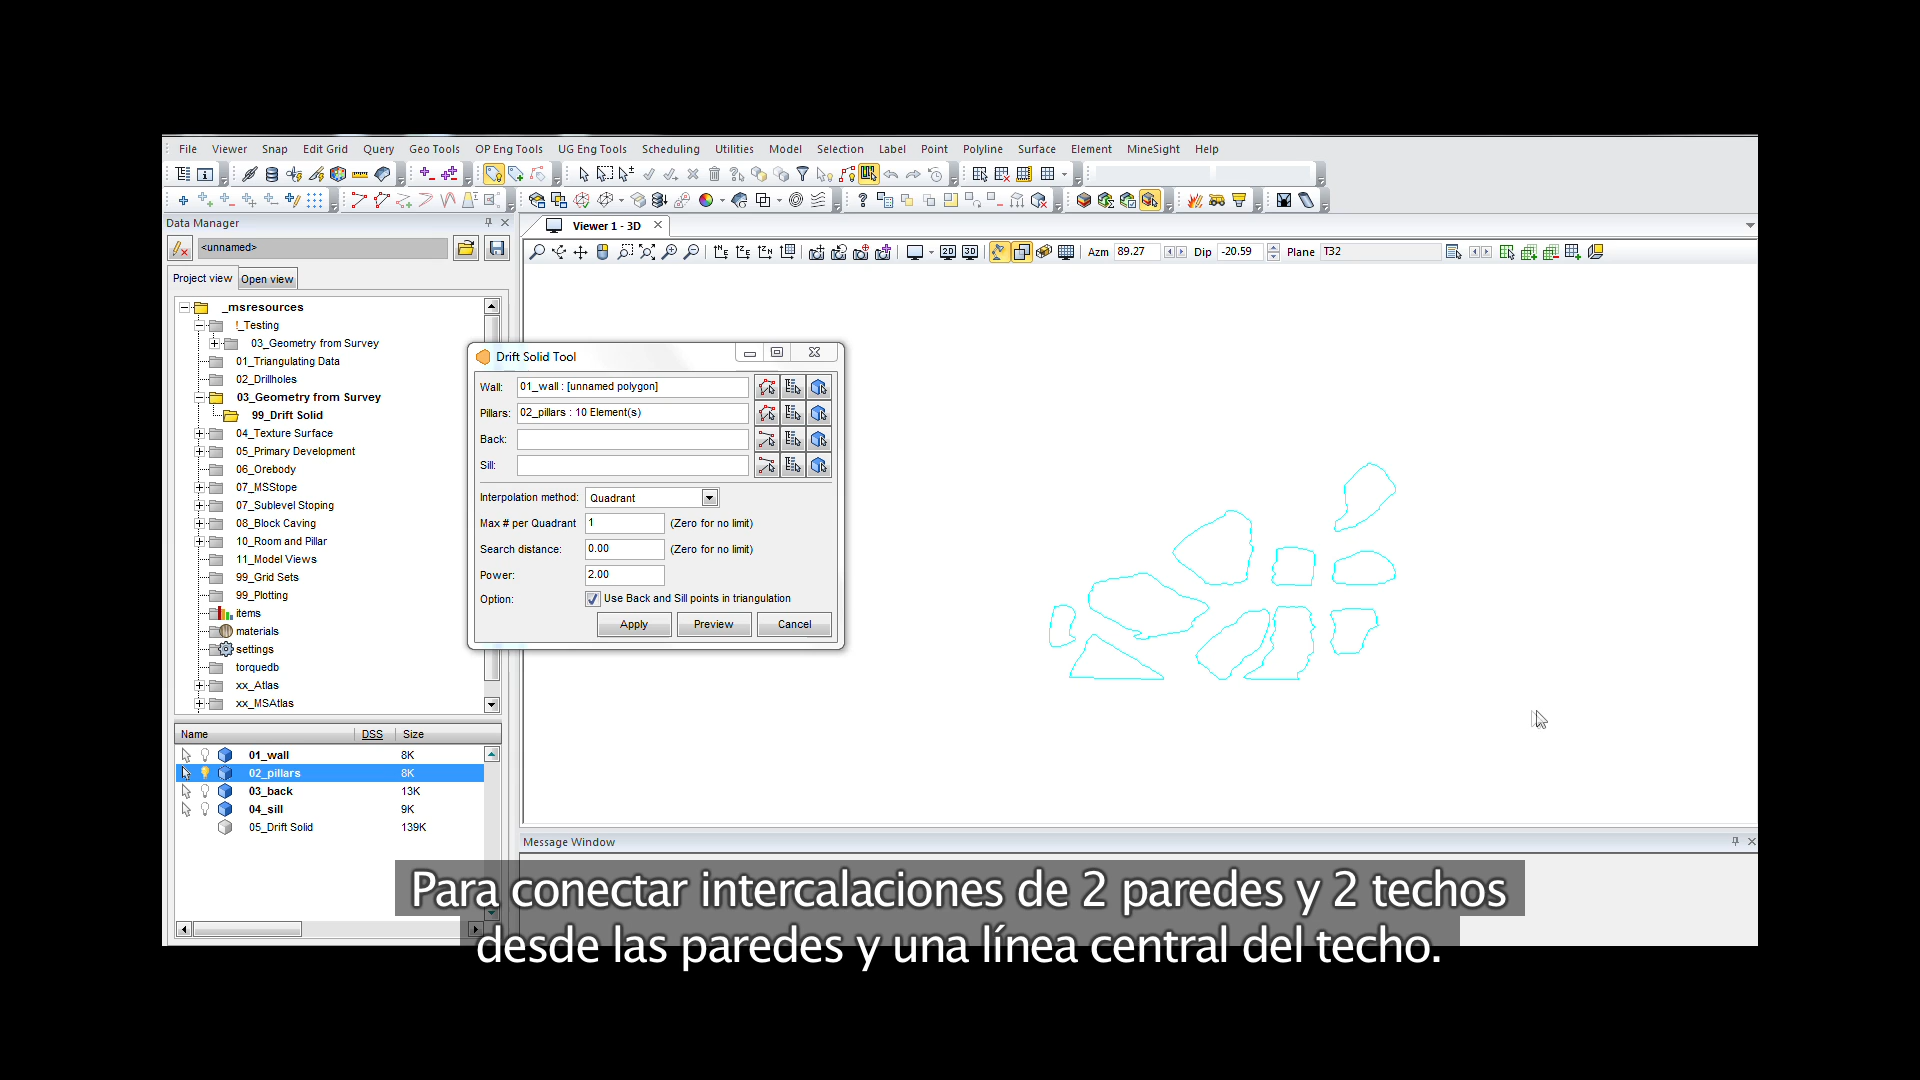 File Viewer Snap Edit Grid Query Geo Tools OP Eng Tools UG Eng Tools Scheduling Utilities Model Selection Label Point Polyline Surface Element MineSight Help
Data Manager
<unnamed>
Project view Open view
_msresources
!_Testing
03_Geometry from Survey
01_Triangulating Data
02_Drillholes
03_Geometry from Survey
99_Drift Solid
04_Texture Surface
05_Primary Development
06_Orebody
07_MSStope
07_Sublevel Stoping
08_Block Caving
10_Room and Pillar
11_Model Views
99_Grid Sets
99_Plotting
items
materials
settings
torquedb
xx_Atlas
xx_MSAtlas
Name DSS Size
01_wall 8K
02_pillars 8K
03_back 13K
04_sill 9K
05_Drift Solid 139K
Viewer 1 - 3D
2D 3D Azm 89.27 Dip -20.59 Plane T32
Drift Solid Tool
Wall: 01_wall : [unnamed polygon]
Pillars: 02_pillars : 10 Element(s)
Back:
Sill:
Interpolation method: Quadrant
Max # per Quadrant 1 (Zero for no limit)
Search distance: 0.00 (Zero for no limit)
Power: 2.00
Option: Use Back and Sill points in triangulation
Apply Preview Cancel
Message Window
Para conectar intercalaciones de 2 paredes y 2 techos
desde las paredes y una línea central del techo.